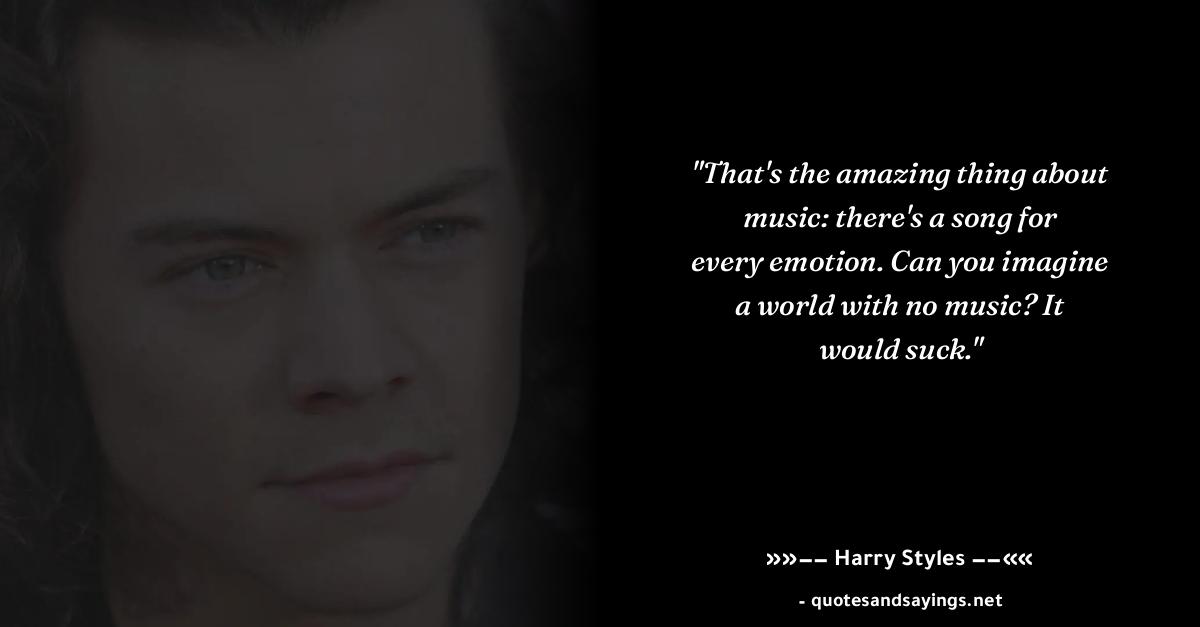 "That's the amazing thing about
music: there's a song for
every emotion. Can you imagine
a world with no music? It
would suck."
»»–– Harry Styles ––««
- quotesandsayings.net